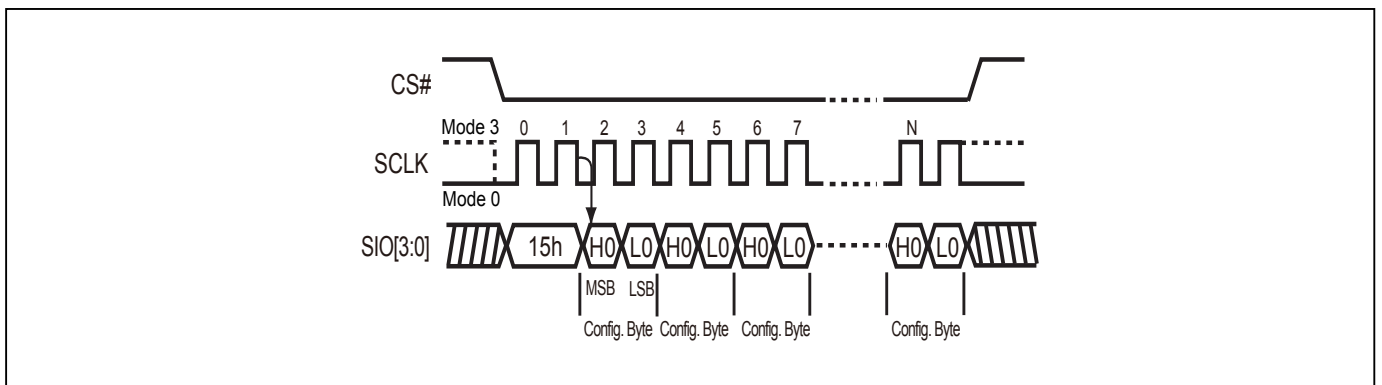 CS#
Mode 3 0 1 2 3 4 5 6 7 N
SCLK
Mode 0
SIO[3:0] 15h H0 L0 H0 L0 H0 L0 H0 L0
MSB LSB
Config. Byte Config. Byte Config. Byte Config. Byte